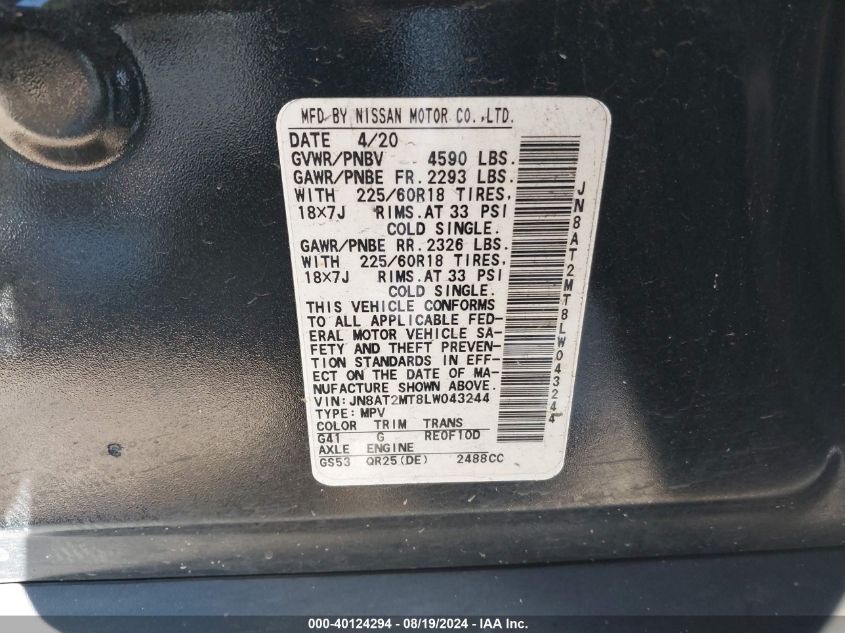 MFD BY NISSAN MOTOR CO.,LTD.
DATE 4/20
GVWR/PNBV 4590 LBS.
GAWR/PNBE FR. 2293 LBS.
WITH 225/60R18 TIRES,
18×7J RIMS. AT 33 PSI
COLD SINGLE.
GAWR/PNBE RR. 2326 LBS.
WITH 225/60R18 TIRES,
18×7J RIMS. AT 33 PSI
COLD SINGLE.
THIS VEHICLE CONFORMS
TO ALL APPLICABLE FED-
ERAL MOTOR VEHICLE SA-
FETY AND THEFT PREVEN-
TION STANDARDS IN EFF-
ECT ON THE DATE OF MA-
NUFACTURE SHOWN ABOVE.
VIN: JN8AT2MT8LW043244
TYPE: MPV
COLOR TRIM TRANS
G41 G RE0F10D
AXLE ENGINE
GS53 QR25(DE) 2488CC
JN8AT2MT8LW043244
000-40124294 - 08/19/2024 - IAA Inc.